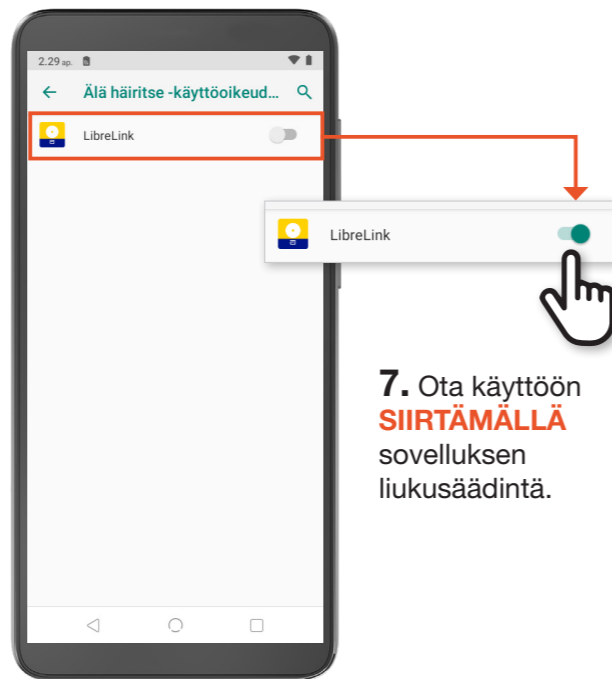 2.29 ap.
Älä häiritse -käyttöoikeud...
LibreLink
LibreLink
7. Ota käyttöön
SIIRTÄMÄLLÄ
sovelluksen
liukusäädintä.